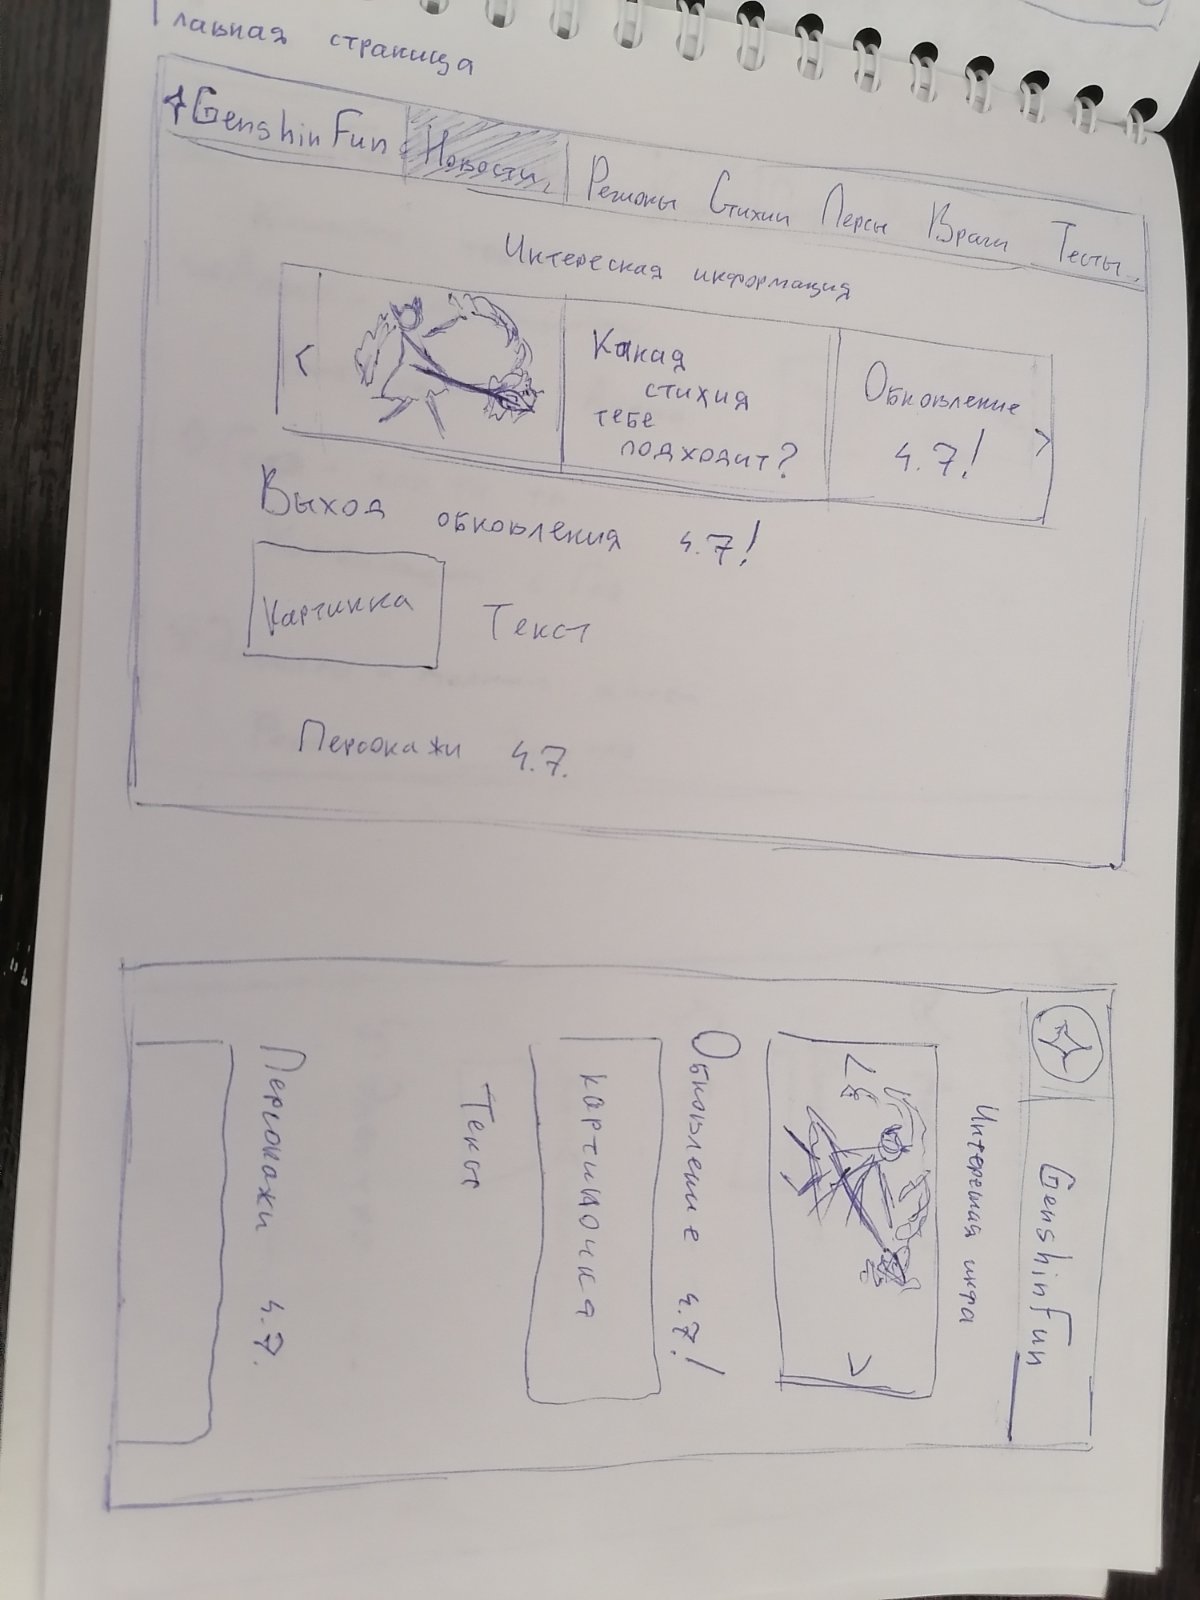 Главная страница
GenshinFun Новости Регионы Стихии Персы Враги Тесты
Интересная информация
< Какая
стихия
тебе
подходит?
Обновление
4.7! >
Выход обновления 4.7!
Картинка
Текст
Персонажи 4.7.
GenshinFun
Интересная инфа
< >
Обновление 4.7!
картиночка
Текст
Персонажи 4.7.